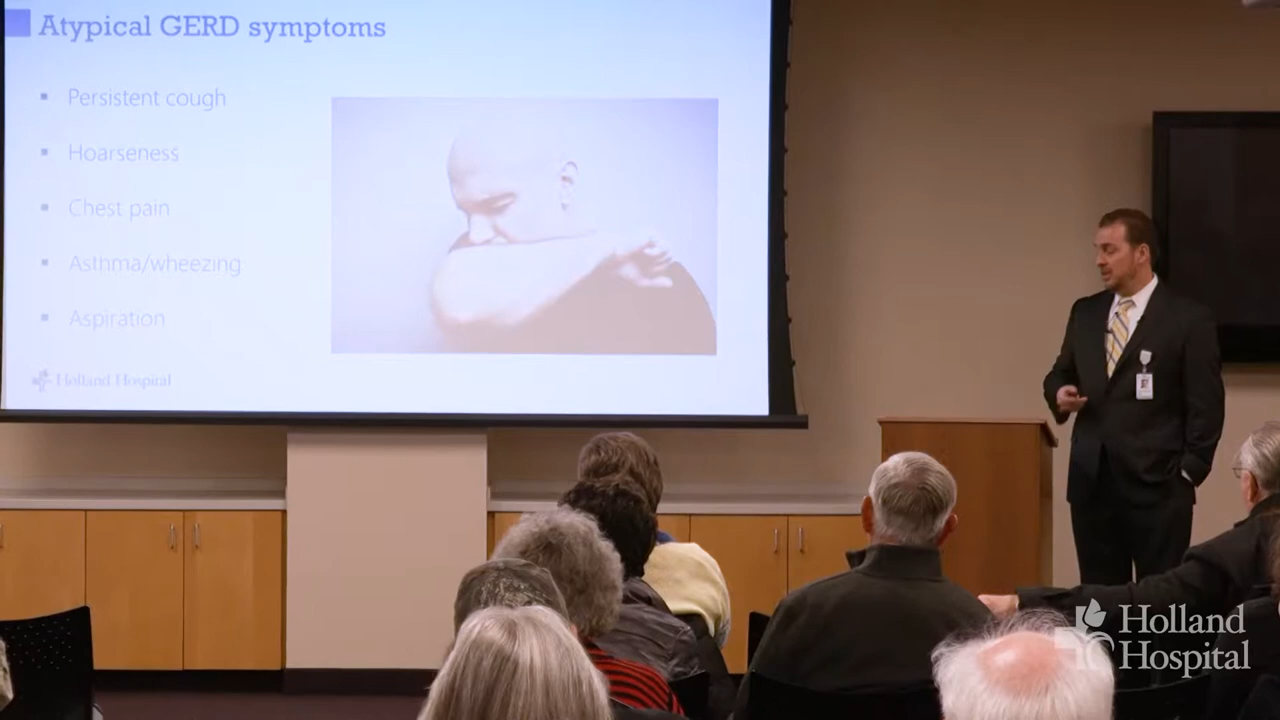 Atypical GERD symptoms
▪ Persistent cough
▪ Hoarseness
▪ Chest pain
▪ Asthma/wheezing
▪ Aspiration
Holland Hospital
Holland
Hospital